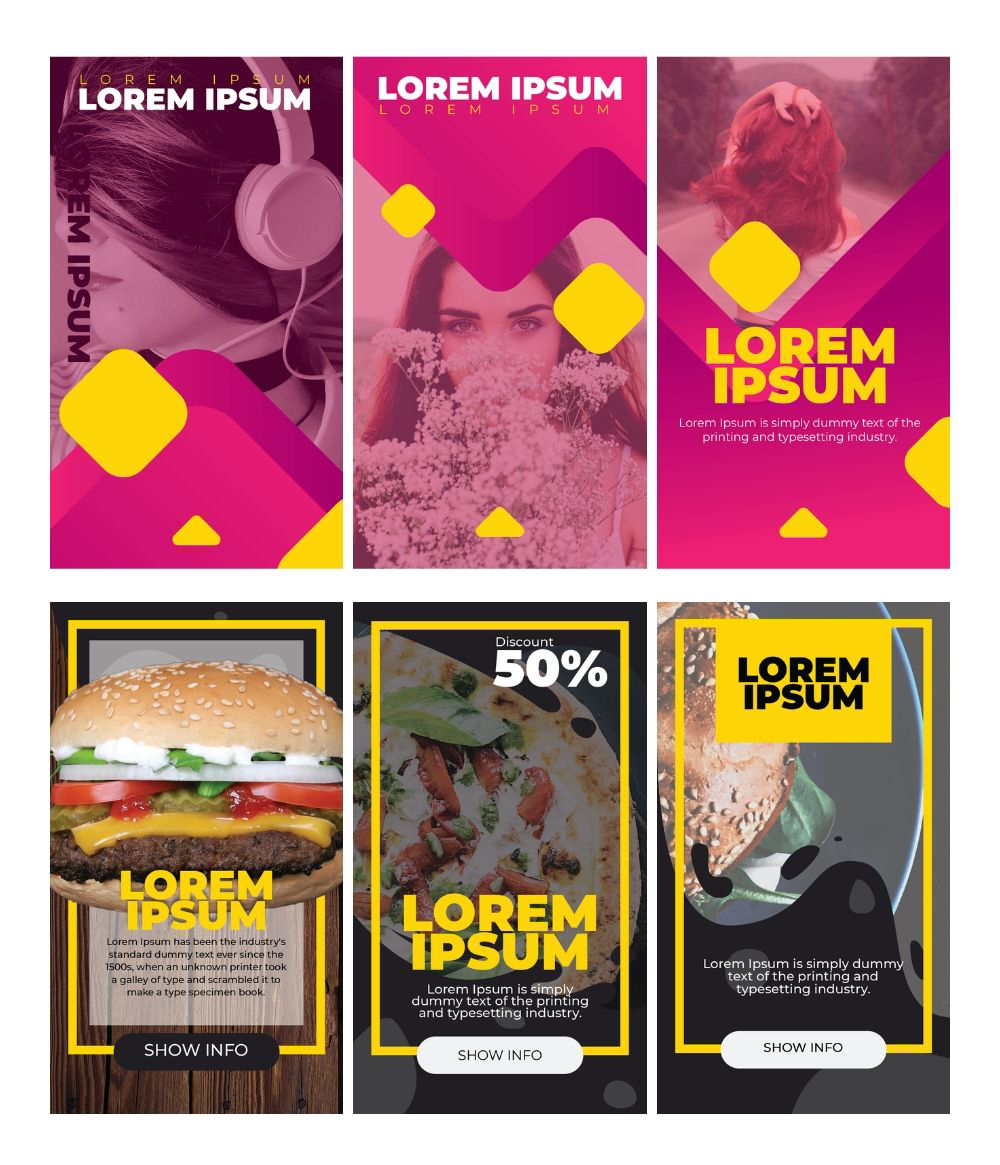 LOREM IPSUM
LOREM IPSUM
LOREM IPSUM
LOREM IPSUM
LOREM IPSUM
LOREM
IPSUM
Lorem Ipsum is simply dummy text of the
printing and typesetting industry.
LOREM
IPSUM
Lorem Ipsum has been the industry's
standard dummy text ever since the
1500s, when an unknown printer took
a galley of type and scrambled it to
make a type specimen book.
SHOW INFO
Discount
50%
LOREM
IPSUM
Lorem Ipsum is simply
dummy text of the printing
and typesetting industry.
SHOW INFO
LOREM
IPSUM
Lorem Ipsum is simply dummy
text of the printing and
typesetting industry.
SHOW INFO